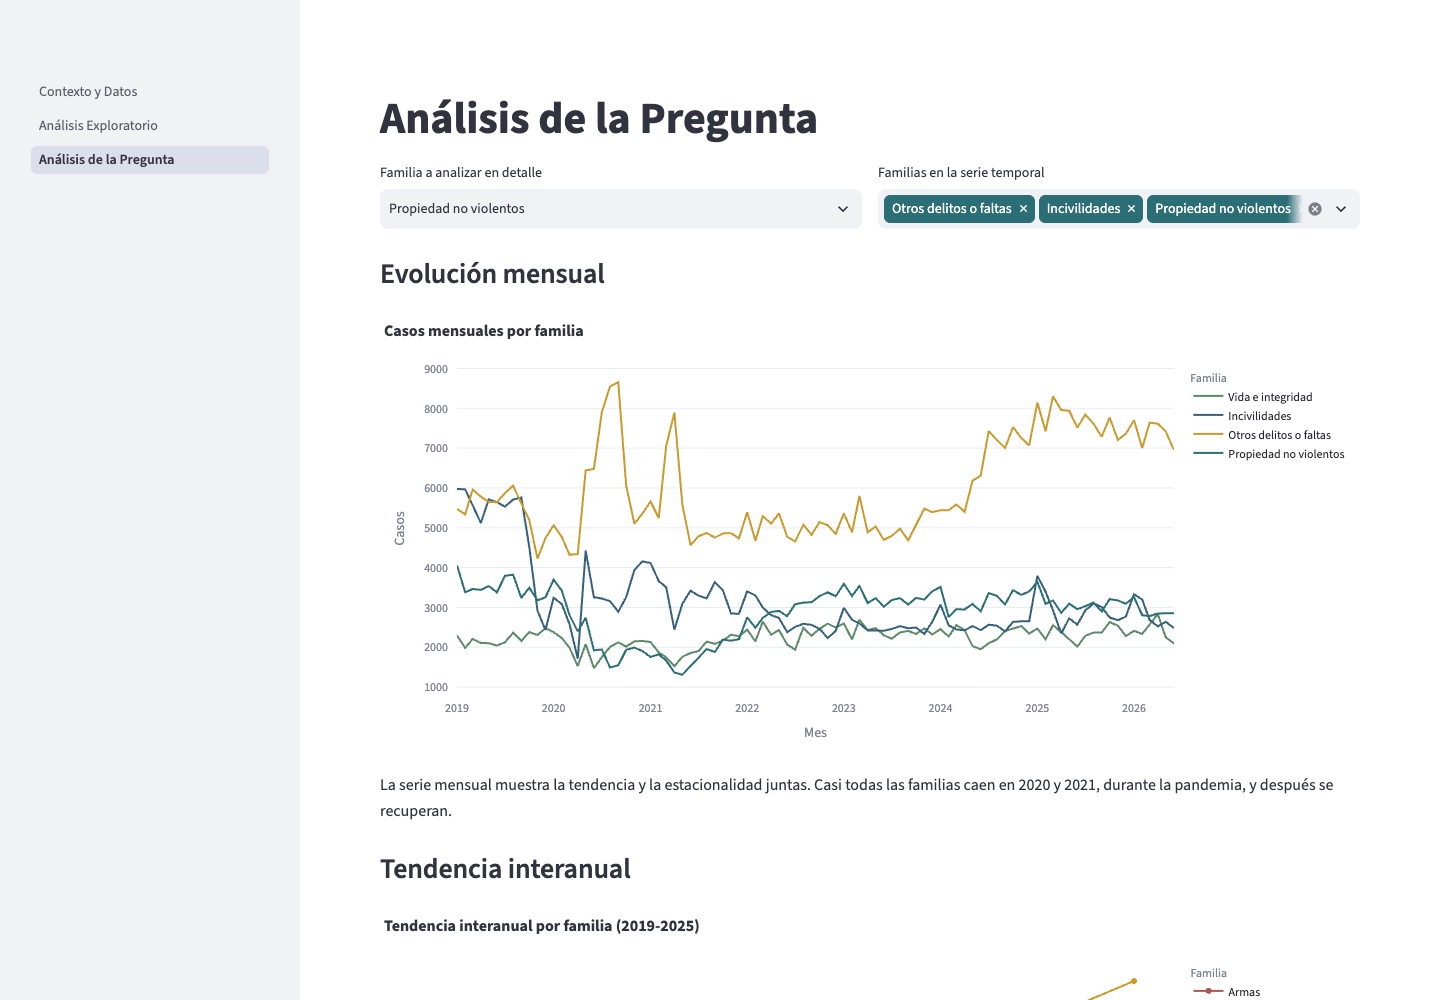 Contexto y Datos
Análisis Exploratorio
Análisis de la Pregunta
Análisis de la Pregunta
Familia a analizar en detalle
Propiedad no violentos
Familias en la serie temporal
Otros delitos o faltas
Incivilidades
Propiedad no violentos
Evolución mensual
Casos mensuales por familia
9000
8000
7000
6000
5000
4000
3000
2000
1000
Casos
2019
2020
2021
2022
2023
2024
2025
2026
Mes
Familia
Vida e integridad
Incivilidades
Otros delitos o faltas
Propiedad no violentos
La serie mensual muestra la tendencia y la estacionalidad juntas. Casi todas las familias caen en 2020 y 2021, durante la pandemia, y después se
recuperan.
Tendencia interanual
Tendencia interanual por familia (2019-2025)
Familia
Armas